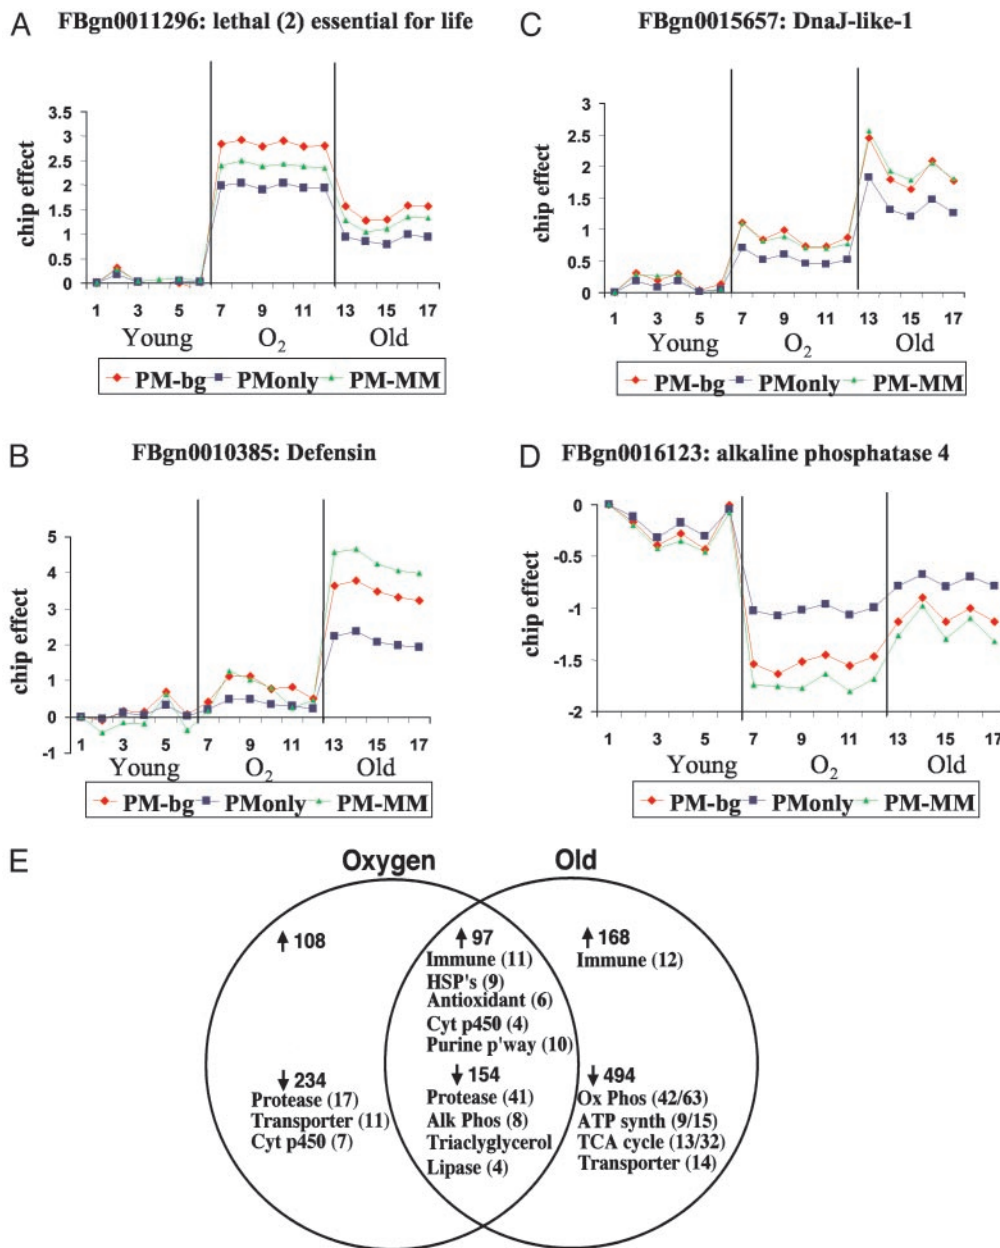 A
FBgn0011296: lethal (2) essential for life
chip effect
3.5
3
2.5
2
1.5
1
0.5
0
1 3 5 7 9 11 13 15 17
Young O2 Old
PM-bg PMonly PM-MM
C
FBgn0015657: DnaJ-like-1
chip effect
3
2.5
2
1.5
1
0.5
0
1 3 5 7 9 11 13 15 17
Young O2 Old
PM-bg PMonly PM-MM
B
FBgn0010385: Defensin
chip effect
5
4
3
2
1
0
-1
1 3 5 7 9 11 13 15 17
Young O2 Old
PM-bg PMonly PM-MM
D
FBgn0016123: alkaline phosphatase 4
chip effect
0
-0.5
-1
-1.5
-2
1 3 5 7 9 11 13 15 17
Young O2 Old
PM-bg PMonly PM-MM
E
Oxygen
Old
↑ 108
↓ 234
Protease (17)
Transporter (11)
Cyt p450 (7)
↑ 97
Immune (11)
HSP's (9)
Antioxidant (6)
Cyt p450 (4)
Purine p'way (10)
↓ 154
Protease (41)
Alk Phos (8)
Triaclyglycerol
Lipase (4)
↑ 168
Immune (12)
↓ 494
Ox Phos (42/63)
ATP synth (9/15)
TCA cycle (13/32)
Transporter (14)